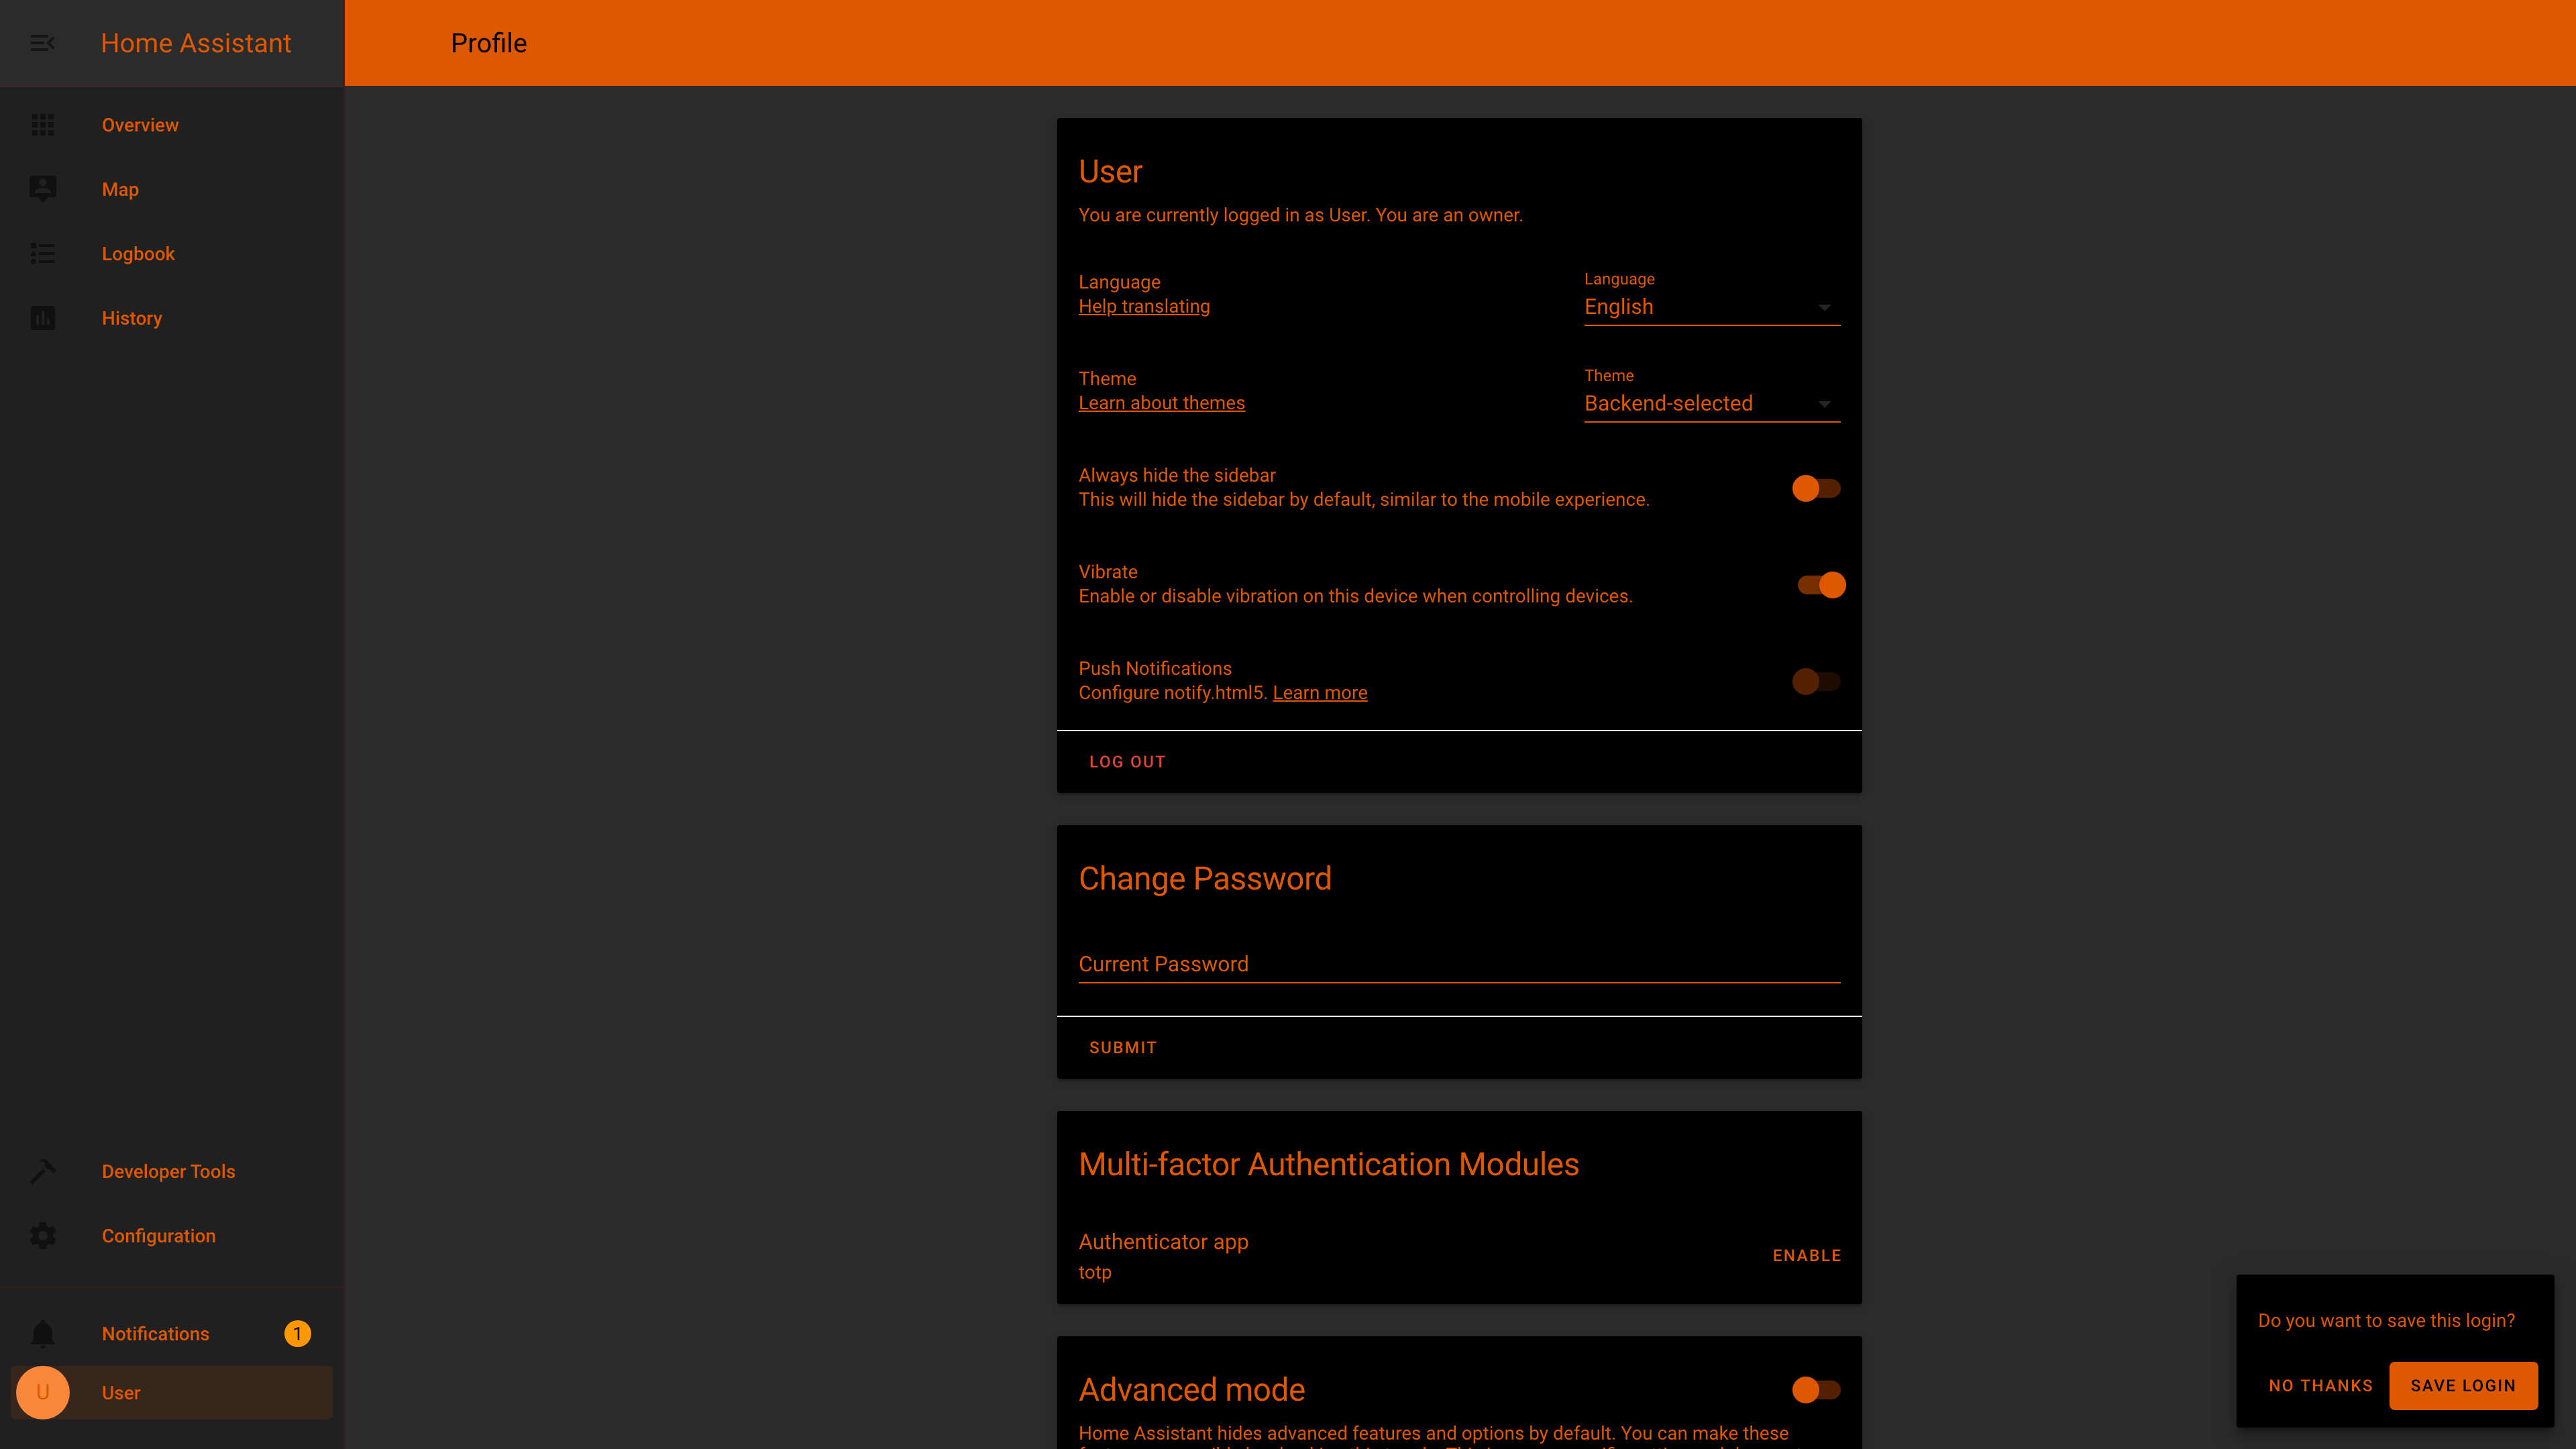 Home Assistant
Profile
Overview
Map
Logbook
History
Developer Tools
Configuration
Notifications
1
U
User
User
You are currently logged in as User. You are an owner.
Language
Help translating
Language
English
Theme
Learn about themes
Theme
Backend-selected
Always hide the sidebar
This will hide the sidebar by default, similar to the mobile experience.
Vibrate
Enable or disable vibration on this device when controlling devices.
Push Notifications
Configure notify.html5. Learn more
LOG OUT
Change Password
Current Password
SUBMIT
Multi-factor Authentication Modules
Authenticator app
totp
ENABLE
Advanced mode
Home Assistant hides advanced features and options by default. You can make these
Do you want to save this login?
NO THANKS
SAVE LOGIN